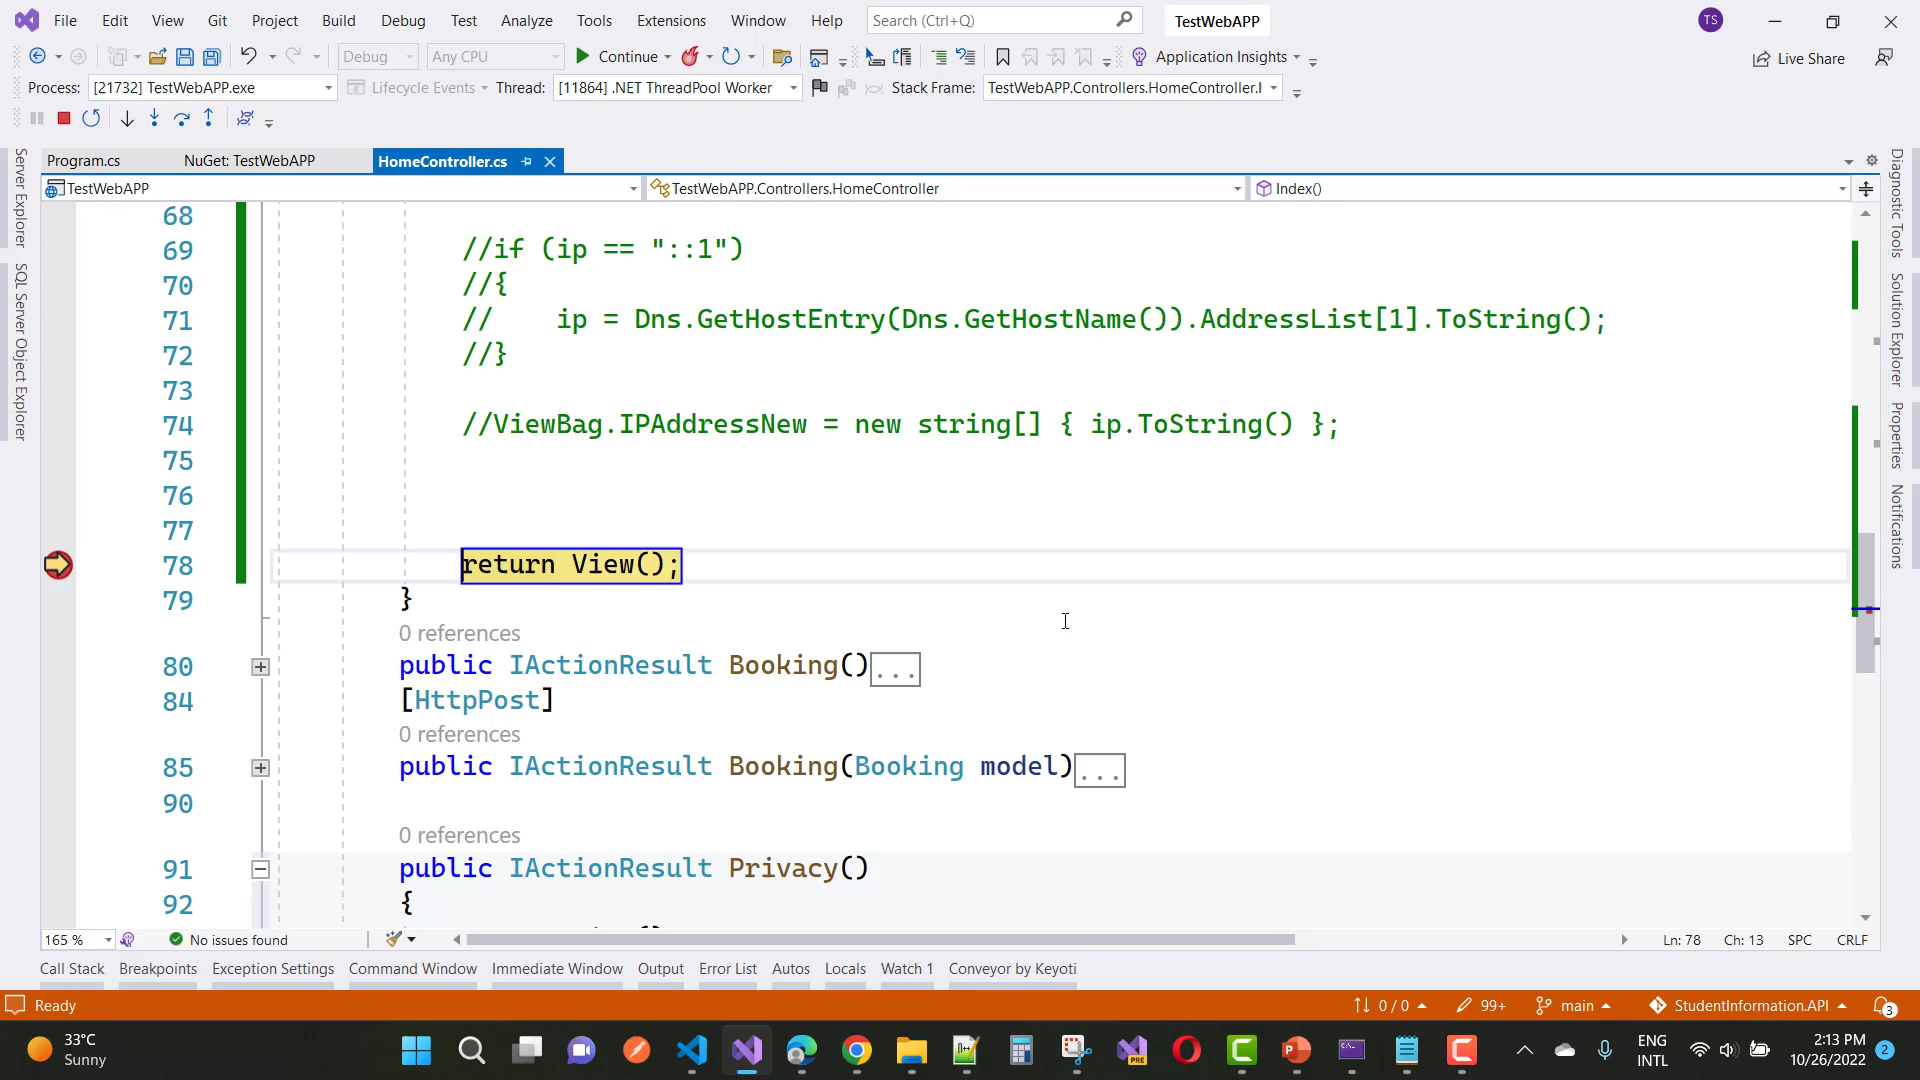 File Edit View Git Project Build Debug Test Analyze Tools Extensions Window Help Search (Ctrl+Q) TestWebAPP TS
Debug Any CPU Continue Application Insights Live Share
Process: [21732] TestWebAPP.exe Lifecycle Events Thread: [11864] .NET ThreadPool Worker Stack Frame: TestWebAPP.Controllers.HomeController.I
Program.cs NuGet: TestWebAPP HomeController.cs
TestWebAPP TestWebAPP.Controllers.HomeController Index()
Server Explorer
SQL Server Object Explorer
68
69 //if (ip == "::1")
70 //{
71 // ip = Dns.GetHostEntry(Dns.GetHostName()).AddressList[1].ToString();
72 //}
73
74 //ViewBag.IPAddressNew = new string[] { ip.ToString() };
75
76
77
78 return View();
79 }
0 references
80 public IActionResult Booking()...
84 [HttpPost]
0 references
85 public IActionResult Booking(Booking model)...
90
0 references
91 public IActionResult Privacy()
92 {
Diagnostic Tools
Solution Explorer
Properties
Notifications
165 % No issues found Ln: 78 Ch: 13 SPC CRLF
Call Stack Breakpoints Exception Settings Command Window Immediate Window Output Error List Autos Locals Watch 1 Conveyor by Keyoti
Ready 0 / 0 99+ main StudentInformation.API 3
33°C
Sunny
PRE
ENG
INTL
2:13 PM
10/26/2022
2